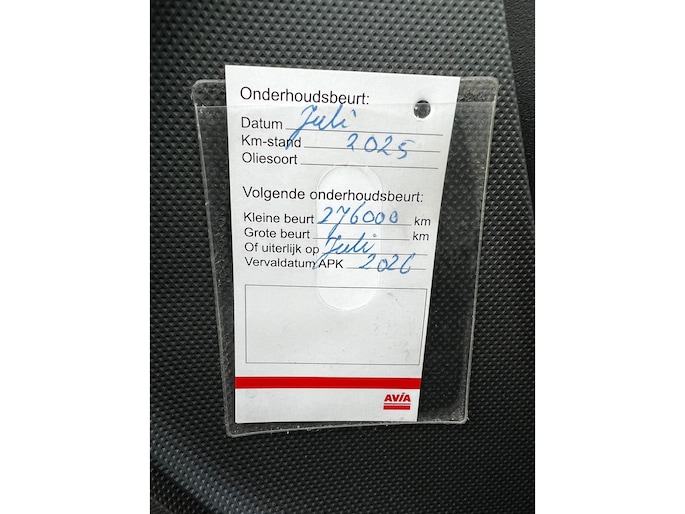 Onderhoudsbeurt:
Datum Juli
Km-stand 2025
Oliesoort
Volgende onderhoudsbeurt:
Kleine beurt 276000 km
Grote beurt km
Of uiterlijk op Juli
Vervaldatum APK 2026
AVIA